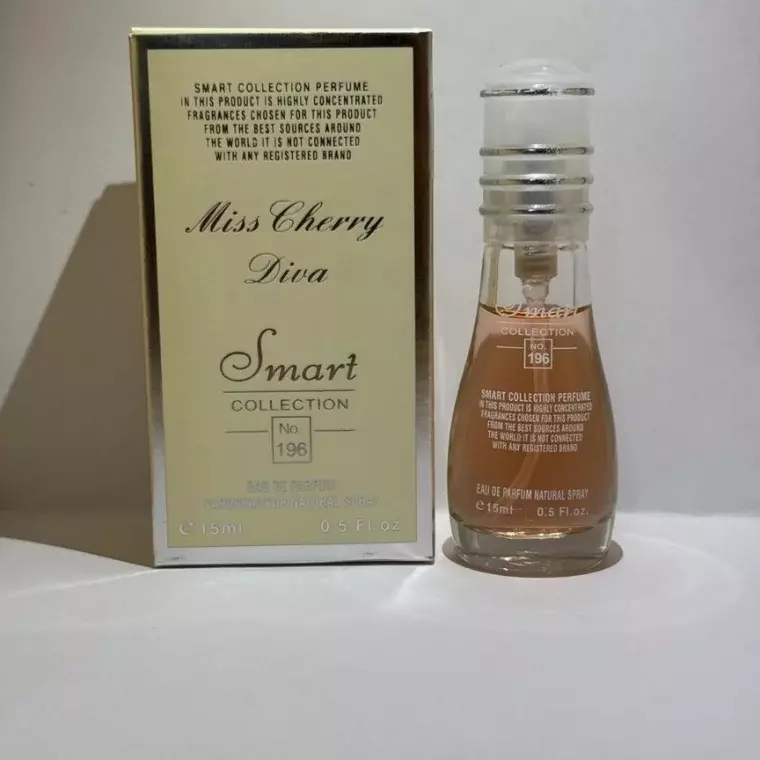 SMART COLLECTION PERFUME
IN THIS PRODUCT IS HIGHLY CONCENTRATED
FRAGRANCES CHOSEN FOR THIS PRODUCT
FROM THE BEST SOURCES AROUND
THE WORLD IT IS NOT CONNECTED
WITH ANY REGISTERED BRAND
Miss Cherry
Diva
Smart
COLLECTION
No.
196
EAU DE PARFUM
NATURAL SPRAY
℮ 15ml 0.5 Fl.oz
Smart
COLLECTION
NO.
196
SMART COLLECTION PERFUME
IN THIS PRODUCT IS HIGHLY CONCENTRATED
FRAGRANCES CHOSEN FOR THIS PRODUCT
FROM THE BEST SOURCES AROUND
THE WORLD IT IS NOT CONNECTED
WITH ANY REGISTERED BRAND
EAU DE PARFUM NATURAL SPRAY
℮ 15ml 0.5 Fl.oz.